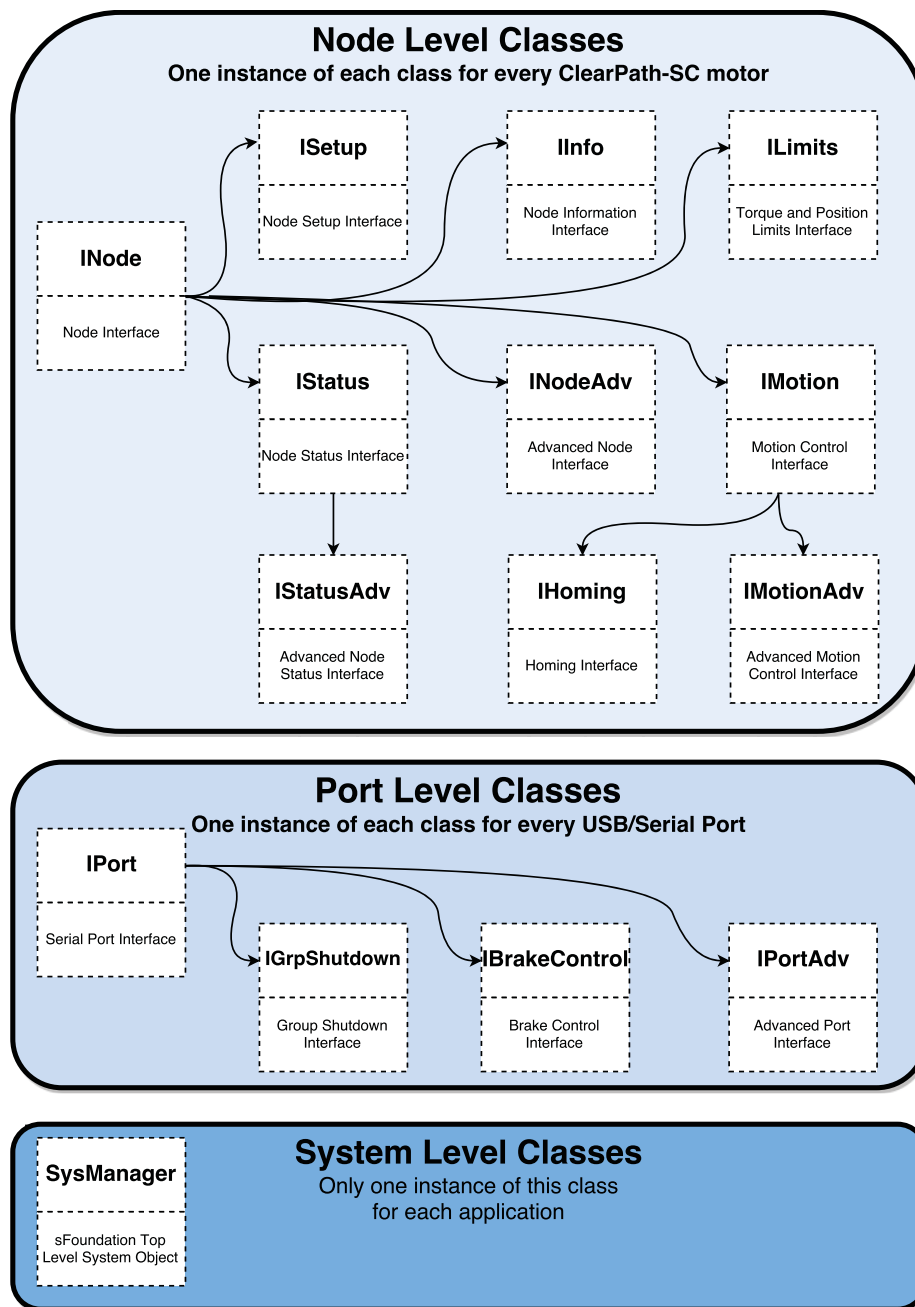 Node Level Classes
One instance of each class for every ClearPath-SC motor
ISetup
Node Setup Interface
IInfo
Node Information
Interface
ILimits
Torque and Position
Limits Interface
INode
Node Interface
IStatus
Node Status Interface
INodeAdv
Advanced Node
Interface
IMotion
Motion Control
Interface
IStatusAdv
Advanced Node
Status Interface
IHoming
Homing Interface
IMotionAdv
Advanced Motion
Control Interface
Port Level Classes
One instance of each class for every USB/Serial Port
IPort
Serial Port Interface
IGrpShutdown
Group Shutdown
Interface
IBrakeControl
Brake Control
Interface
IPortAdv
Advanced Port
Interface
System Level Classes
Only one instance of this class
for each application
SysManager
sFoundation Top
Level System Object